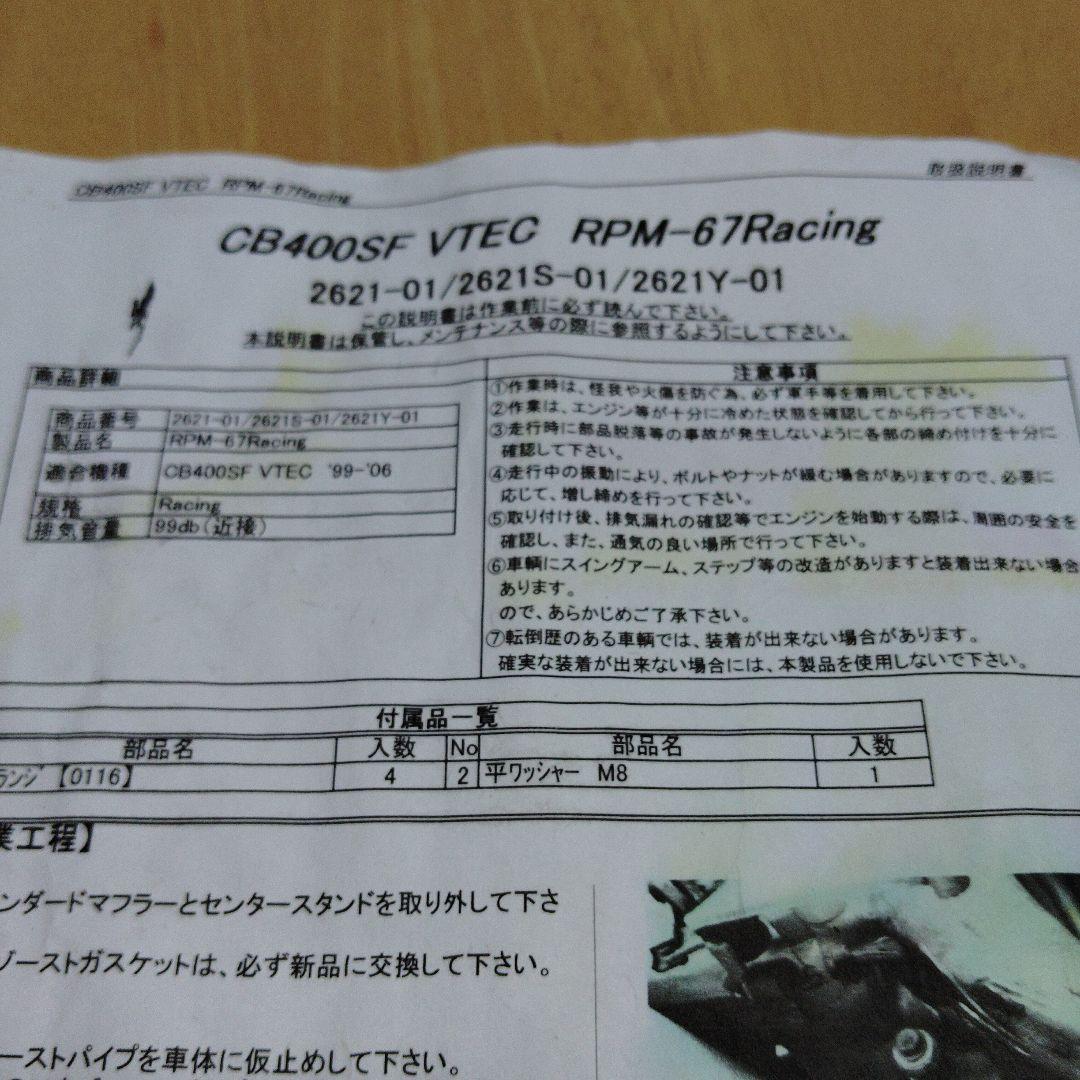 CB400SF VTEC RPM-67Racing
取扱説明書
CB400SF VTEC RPM-67Racing
2621-01/2621S-01/2621Y-01
この説明書は作業前に必ず読んで下さい。
本説明書は保管し、メンテナンス等の際に参照するようにして下さい。
商品詳細
商品番号 2621-01/2621S-01/2621Y-01
製品名 RPM-67Racing
適合機種 CB400SF VTEC '99-'06
規格 Racing
排気音量 99db(近接)
注意事項
①作業時は、怪我や火傷を防ぐ為、必ず軍手等を着用して下さい。
②作業は、エンジン等が十分に冷めた状態を確認してから行って下さい。
③走行時に部品脱落等の事故が発生しないように各部の締め付けを十分に
確認して下さい。
④走行中の振動により、ボルトやナットが緩む場合がありますので、必要に
応じて、増し締めを行って下さい。
⑤取り付け後、排気漏れの確認等でエンジンを始動する際は、周囲の安全を
確認し、また、通気の良い場所で行って下さい。
⑥車輌にスイングアーム、ステップ等の改造がありますと装着出来ない場合
あります。
ので、あらかじめご了承下さい。
⑦転倒歴のある車輌では、装着が出来ない場合があります。
確実な装着が出来ない場合には、本製品を使用しないで下さい。
付属品一覧
部品名 入数 No 部品名 入数
ランジ【0116】 4 2 平ワッシャー M8 1
業工程】
ンダードマフラーとセンタースタンドを取り外して下さ
ゾーストガスケットは、必ず新品に交換して下さい。
ーストパイプを車体に仮止めして下さい。